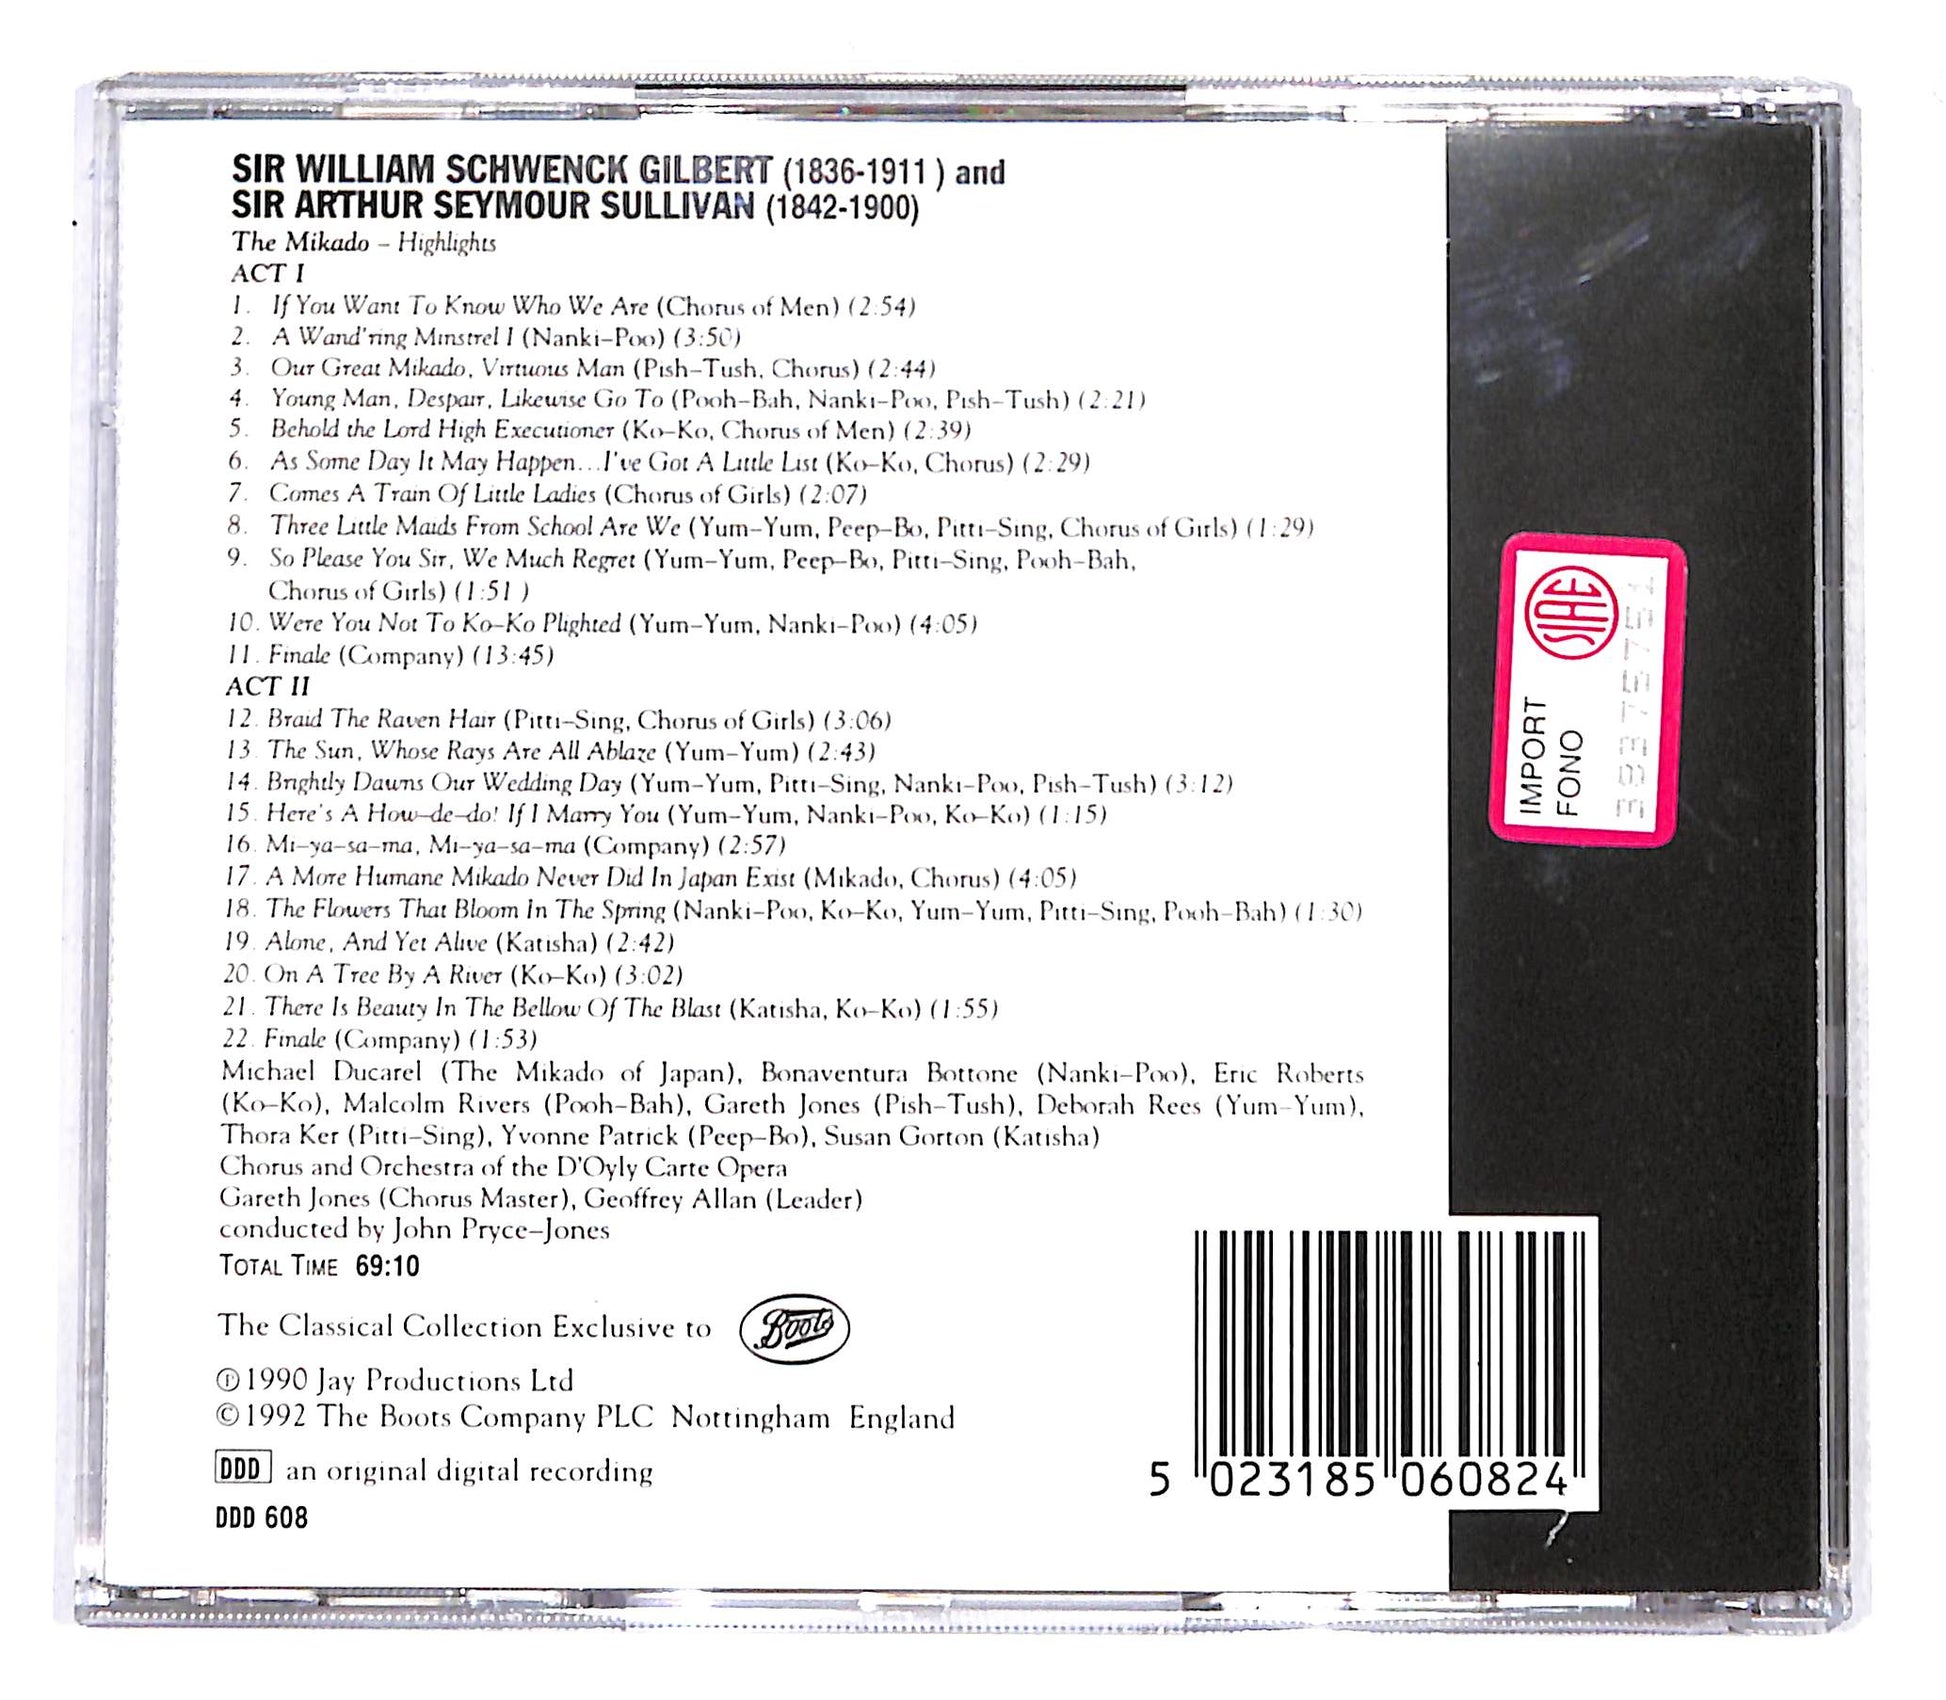 SIR WILLIAM SCHWENCK GILBERT (1836-1911 ) and
SIR ARTHUR SEYMOUR SULLIVAN (1842-1900)
The Mikado – Highlights
ACT I
1. If You Want To Know Who We Are (Chorus of Men) (2:54)
2. A Wand'ring Minstrel I (Nanki-Poo) (3:50)
3. Our Great Mikado, Virtuous Man (Pish-Tush, Chorus) (2:44)
4. Young Man, Despair, Likewise Go To (Pooh-Bah, Nanki-Poo, Pish-Tush) (2:21)
5. Behold the Lord High Executioner (Ko-Ko, Chorus of Men) (2:39)
6. As Some Day It May Happen...I've Got A Little List (Ko-Ko, Chorus) (2:29)
7. Comes A Train Of Little Ladies (Chorus of Girls) (2:07)
8. Three Little Maids From School Are We (Yum-Yum, Peep-Bo, Pitti-Sing, Chorus of Girls) (1:29)
9. So Please You Sir, We Much Regret (Yum-Yum, Peep-Bo, Pitti-Sing, Pooh-Bah,
Chorus of Girls) (1:51 )
10. Were You Not To Ko-Ko Plighted (Yum-Yum, Nanki-Poo) (4:05)
11. Finale (Company) (13:45)
ACT II
12. Braid The Raven Hair (Pitti-Sing, Chorus of Girls) (3:06)
13. The Sun, Whose Rays Are All Ablaze (Yum-Yum) (2:43)
14. Brightly Dawns Our Wedding Day (Yum-Yum, Pitti-Sing, Nanki-Poo, Pish-Tush) (3:12)
15. Here's A How-de-do! If I Marry You (Yum-Yum, Nanki-Poo, Ko-Ko) (1:15)
16. Mi-ya-sa-ma, Mi-ya-sa-ma (Company) (2:57)
17. A More Humane Mikado Never Did In Japan Exist (Mikado, Chorus) (4:05)
18. The Flowers That Bloom In The Spring (Nanki-Poo, Ko-Ko, Yum-Yum, Pitti-Sing, Pooh-Bah) (1:30)
19. Alone, And Yet Alive (Katisha) (2:42)
20. On A Tree By A River (Ko-Ko) (3:02)
21. There Is Beauty In The Bellow Of The Blast (Katisha, Ko-Ko) (1:55)
22. Finale (Company) (1:53)
Michael Ducarel (The Mikado of Japan), Bonaventura Bottone (Nanki-Poo), Eric Roberts
(Ko-Ko), Malcolm Rivers (Pooh-Bah), Gareth Jones (Pish-Tush), Deborah Rees (Yum-Yum),
Thora Ker (Pitti-Sing), Yvonne Patrick (Peep-Bo), Susan Gorton (Katisha)
Chorus and Orchestra of the D'Oyly Carte Opera
Gareth Jones (Chorus Master), Geoffrey Allan (Leader)
conducted by John Pryce-Jones
TOTAL TIME 69:10
The Classical Collection Exclusive to Boots
℗1990 Jay Productions Ltd
©1992 The Boots Company PLC Nottingham England
DDD an original digital recording
DDD 608
5 023185 060824
SIAE
IMPORT
FONO
38375751